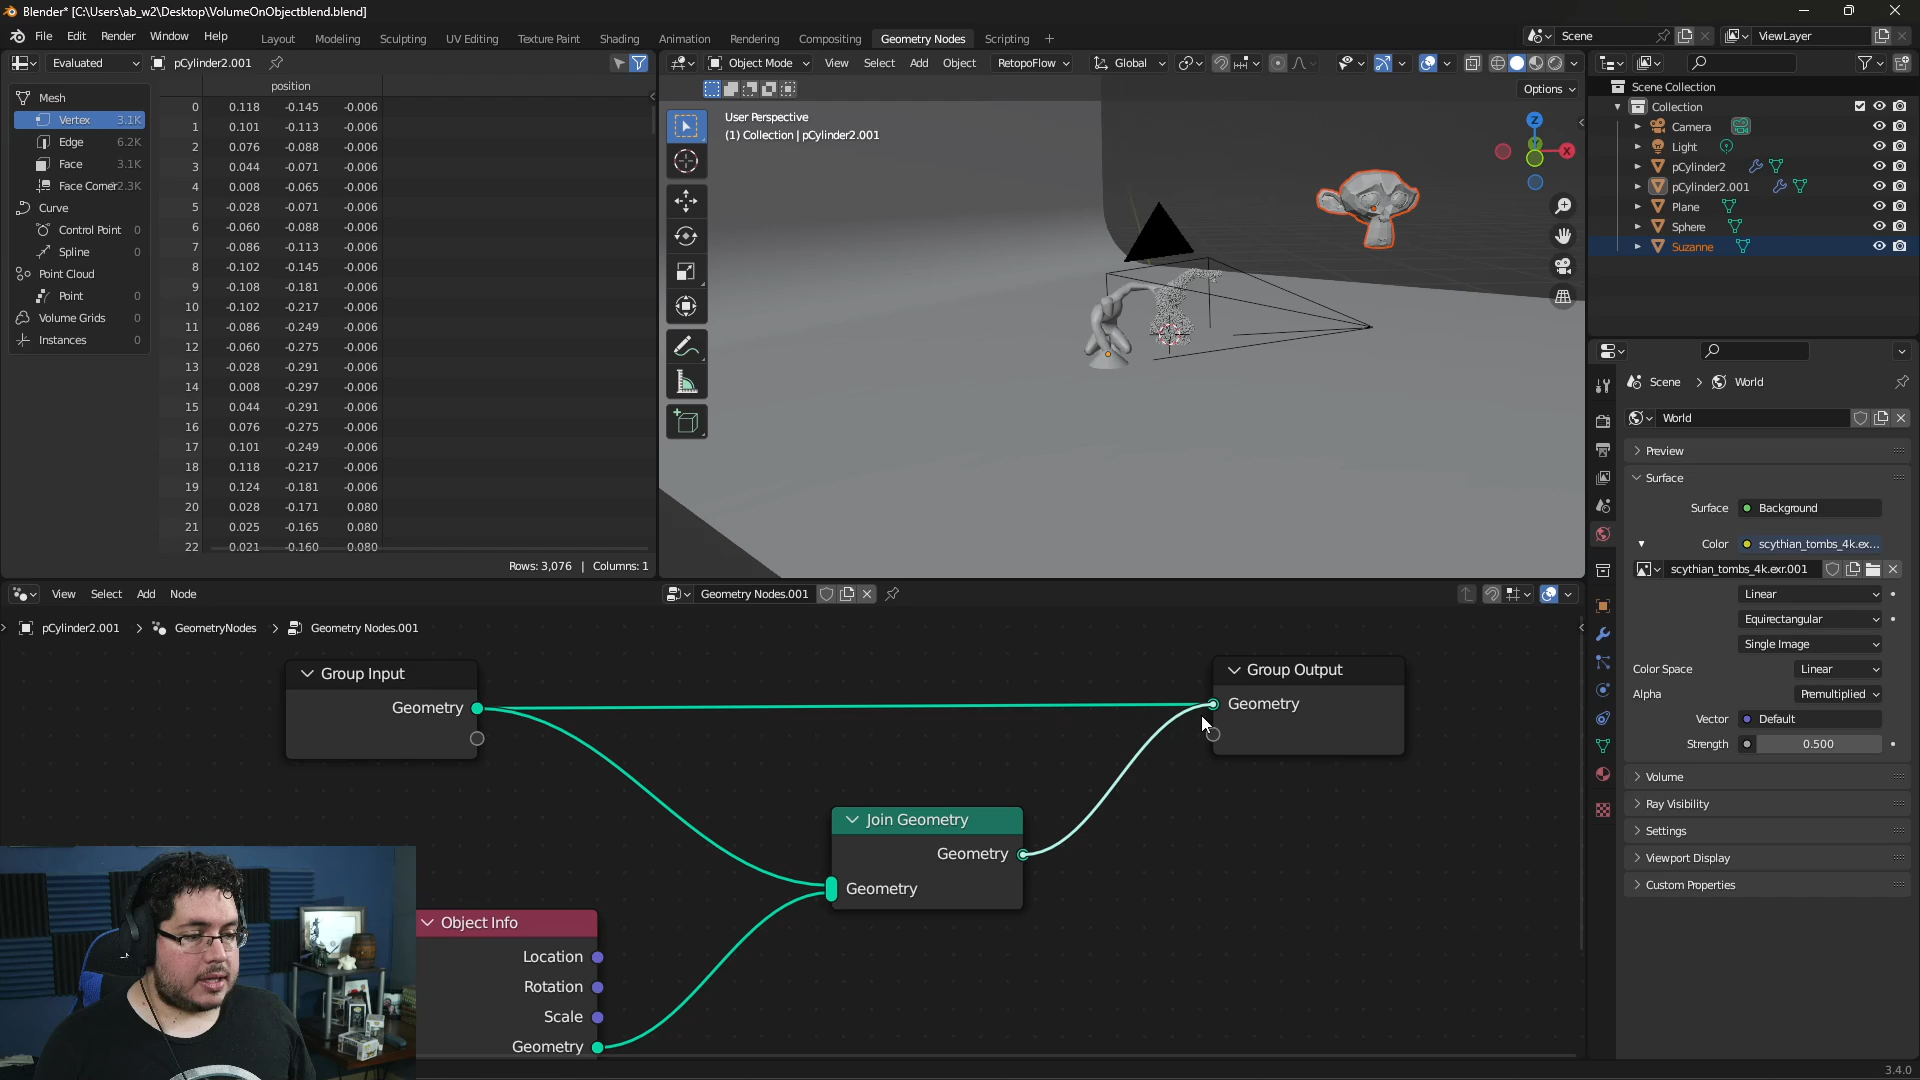 Blender* [C:\Users\ab_w2\Desktop\VolumeOnObjectblend.blend]
File Edit Render Window Help Layout Modeling Sculpting UV Editing Texture Paint Shading Animation Rendering Compositing Geometry Nodes Scripting + Scene ViewLayer
Evaluated pCylinder2.001
Object Mode View Select Add Object RetopoFlow Global
Options
position
Mesh
Vertex 3.1K
Edge 6.2K
Face 3.1K
Face Corner 2.3K
Curve
Control Point 0
Spline 0
Point Cloud
Point 0
Volume Grids 0
Instances 0
0 0.118 -0.145 -0.006
1 0.101 -0.113 -0.006
2 0.076 -0.088 -0.006
3 0.044 -0.071 -0.006
4 0.008 -0.065 -0.006
5 -0.028 -0.071 -0.006
6 -0.060 -0.088 -0.006
7 -0.086 -0.113 -0.006
8 -0.102 -0.145 -0.006
9 -0.108 -0.181 -0.006
10 -0.102 -0.217 -0.006
11 -0.086 -0.249 -0.006
12 -0.060 -0.275 -0.006
13 -0.028 -0.291 -0.006
14 0.008 -0.297 -0.006
15 0.044 -0.291 -0.006
16 0.076 -0.275 -0.006
17 0.101 -0.249 -0.006
18 0.118 -0.217 -0.006
19 0.124 -0.181 -0.006
20 0.028 -0.171 0.080
21 0.025 -0.165 0.080
22 0.021 -0.160 0.080
Rows: 3,076 | Columns: 1
User Perspective
(1) Collection | pCylinder2.001
Z
X
Scene Collection
Collection
Camera
Light
pCylinder2
pCylinder2.001
Plane
Sphere
Suzanne
Scene > World
World
Preview
Surface
Surface Background
Color scythian_tombs_4k.ex...
scythian_tombs_4k.exr.001
Linear
Equirectangular
Single Image
Color Space Linear
Alpha Premultiplied
Vector Default
Strength 0.500
Volume
Ray Visibility
Settings
Viewport Display
Custom Properties
View Select Add Node Geometry Nodes.001
pCylinder2.001 > GeometryNodes > Geometry Nodes.001
Group Input
Geometry
Group Output
Geometry
Join Geometry
Geometry
Geometry
Object Info
Location
Rotation
Scale
Geometry
3.4.0